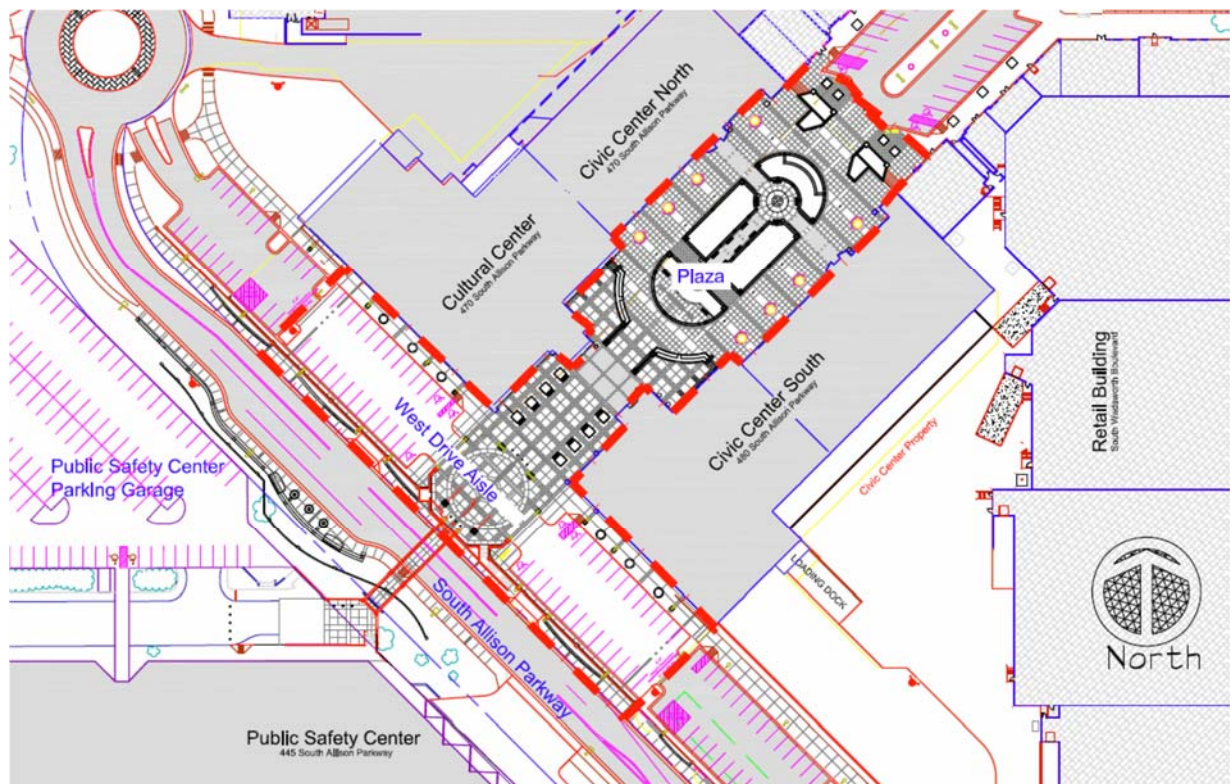 Civic Center North
470 South Allison Parkway
Cultural Center
470 South Allison Parkway
Plaza
Civic Center South
480 South Allison Parkway
Retail Building
South Wadsworth Boulevard
West Drive Aisle
Civic Center Property
Public Safety Center
Parking Garage
LOADING DOCK
South Allison Parkway
North
Public Safety Center
445 South Allison Parkway